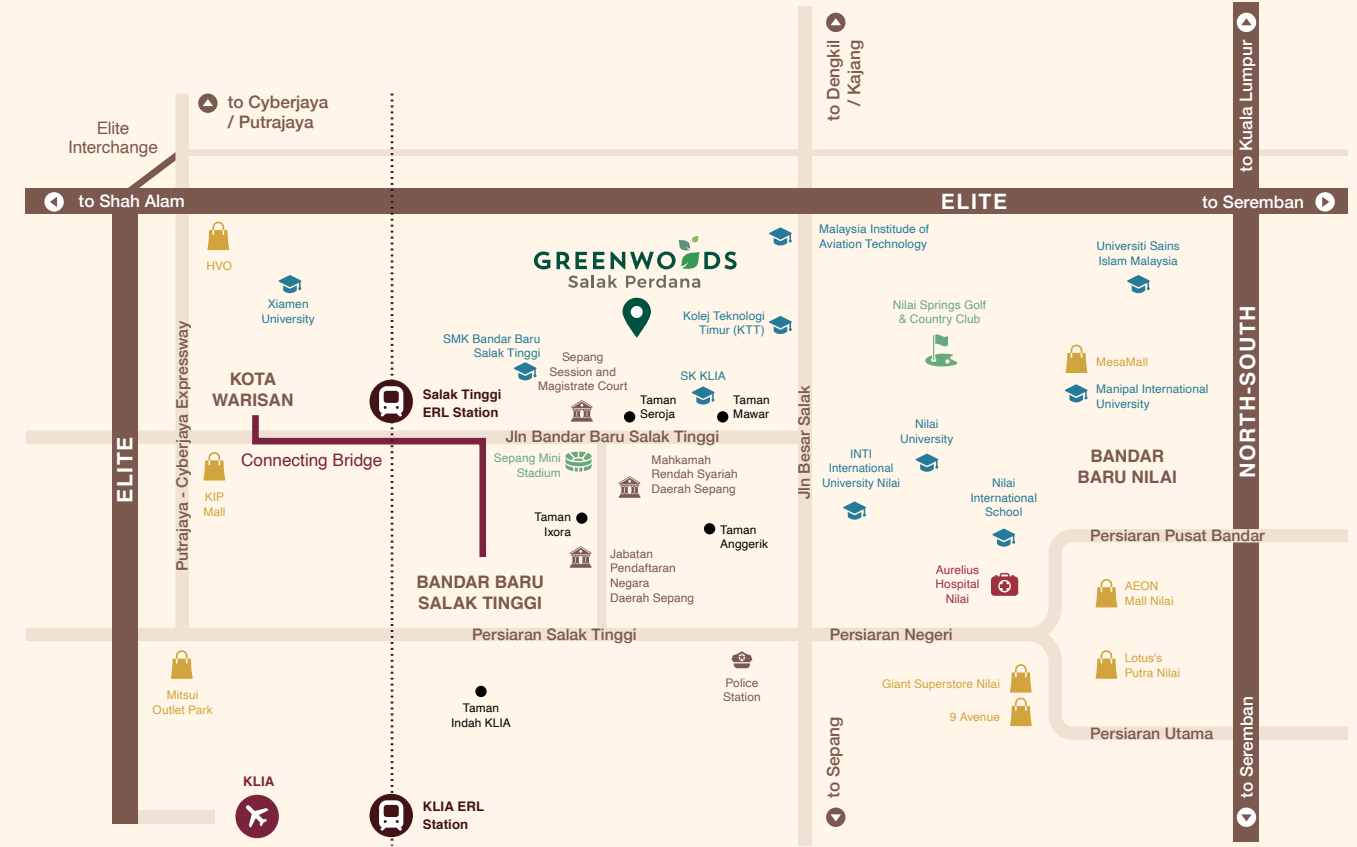 to Dengkil
/ Kajang
to Kuala Lumpur
to Cyberjaya
/ Putrajaya
Elite
Interchange
to Shah Alam
ELITE
to Seremban
HVO
Xiamen
University
GREENWOODS
Salak Perdana
Malaysia Institute of
Aviation Technology
Universiti Sains
Islam Malaysia
Kolej Teknologi
Timur (KTT)
Nilai Springs Golf
& Country Club
SMK Bandar Baru
Salak Tinggi
Sepang
Session and
Magistrate Court
SK KLIA
MesaMall
Manipal International
University
KOTA
WARISAN
Salak Tinggi
ERL Station
Taman
Seroja
Taman
Mawar
Putrajaya - Cyberjaya Expressway
Jln Besar Salak
NORTH-SOUTH
ELITE
Jln Bandar Baru Salak Tinggi
Connecting Bridge
Sepang Mini
Stadium
Mahkamah
Rendah Syariah
Daerah Sepang
Nilai
University
INTI
International
University Nilai
BANDAR
BARU NILAI
KIP
Mall
Nilai
International
School
Taman
Ixora
Taman
Anggerik
Persiaran Pusat Bandar
Jabatan
Pendaftaran
Negara
Daerah Sepang
Aurelius
Hospital
Nilai
BANDAR BARU
SALAK TINGGI
AEON
Mall Nilai
Persiaran Salak Tinggi
Persiaran Negeri
Mitsui
Outlet Park
Police
Station
Lotus's
Putra Nilai
Giant Superstore Nilai
9 Avenue
Taman
Indah KLIA
Persiaran Utama
to Sepang
to Seremban
KLIA
KLIA ERL
Station